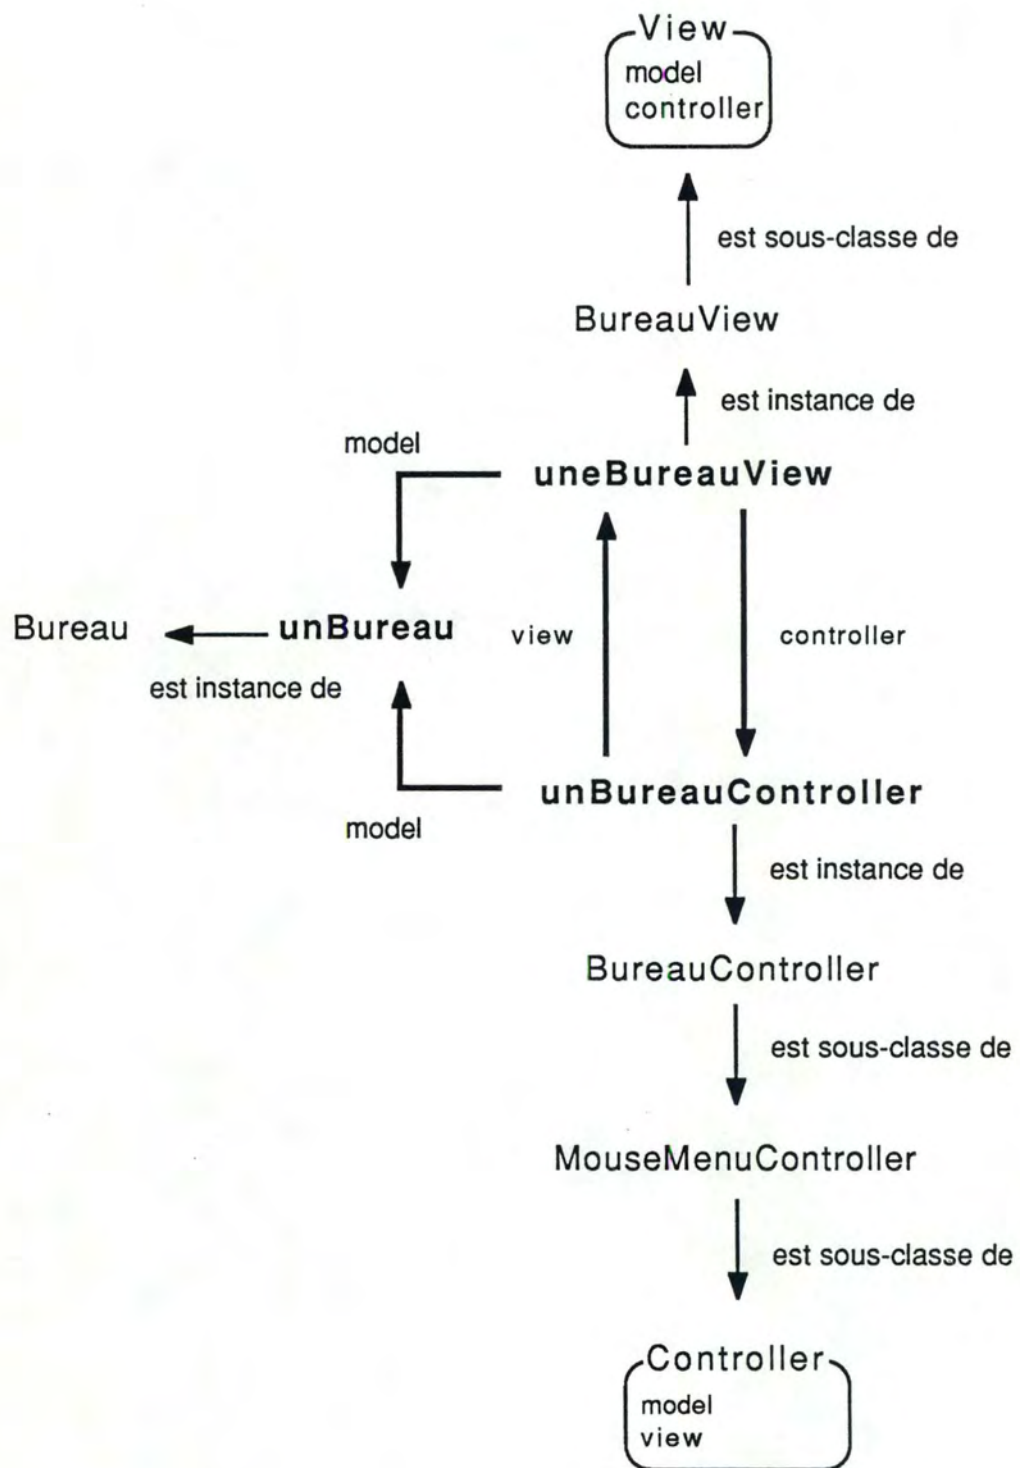 View
model
controller
est sous-classe de
BureauView
est instance de
model
uneBureauView
Bureau
unBureau
view
controller
est instance de
unBureauController
model
est instance de
BureauController
est sous-classe de
MouseMenuController
est sous-classe de
Controller
model
view